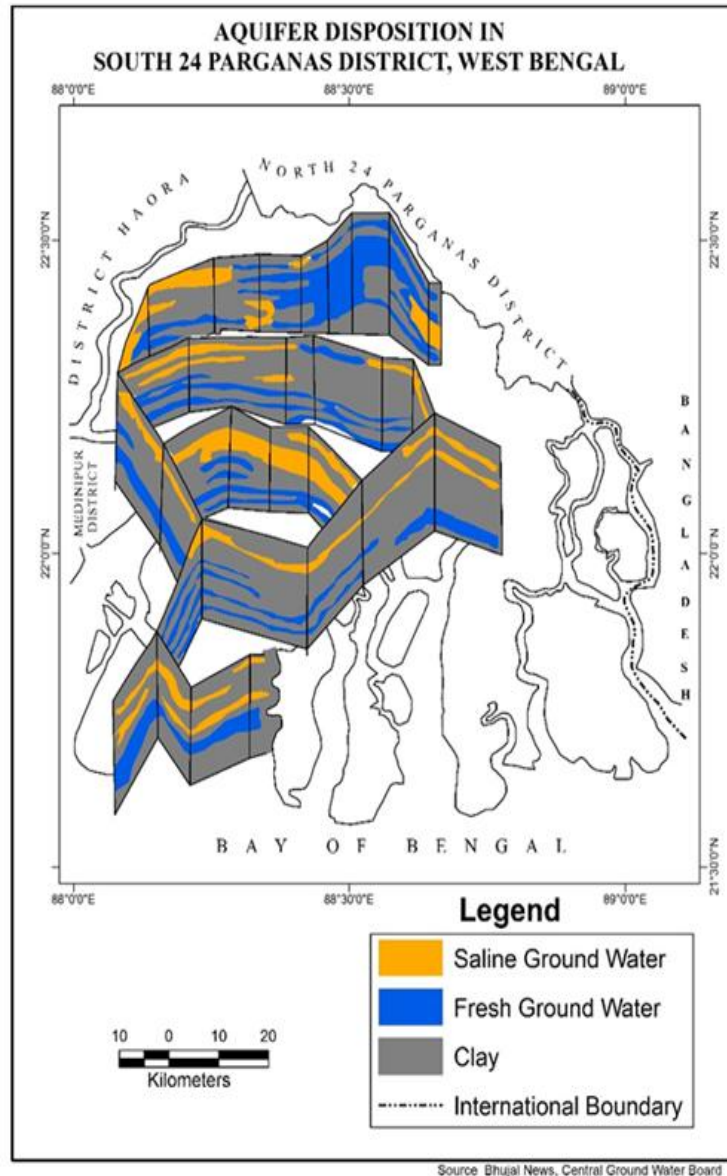 AQUIFER DISPOSITION IN
SOUTH 24 PARGANAS DISTRICT, WEST BENGAL
88°0'0"E
88°30'0"E
89°0'0"E
NORTH 24 PARGANAS DISTRICT
DISTRICT HAORA
22°30'0"N
22°30'0"N
MEDINIPUR
DISTRICT
BANGLADESH
22°0'0"N
22°0'0"N
BAY OF BENGAL
21°30'0"N
88°0'0"E
88°30'0"E
89°0'0"E
Legend
Saline Ground Water
Fresh Ground Water
Clay
International Boundary
10 0 10 20
Kilometers
Source Bhujal News, Central Ground Water Board